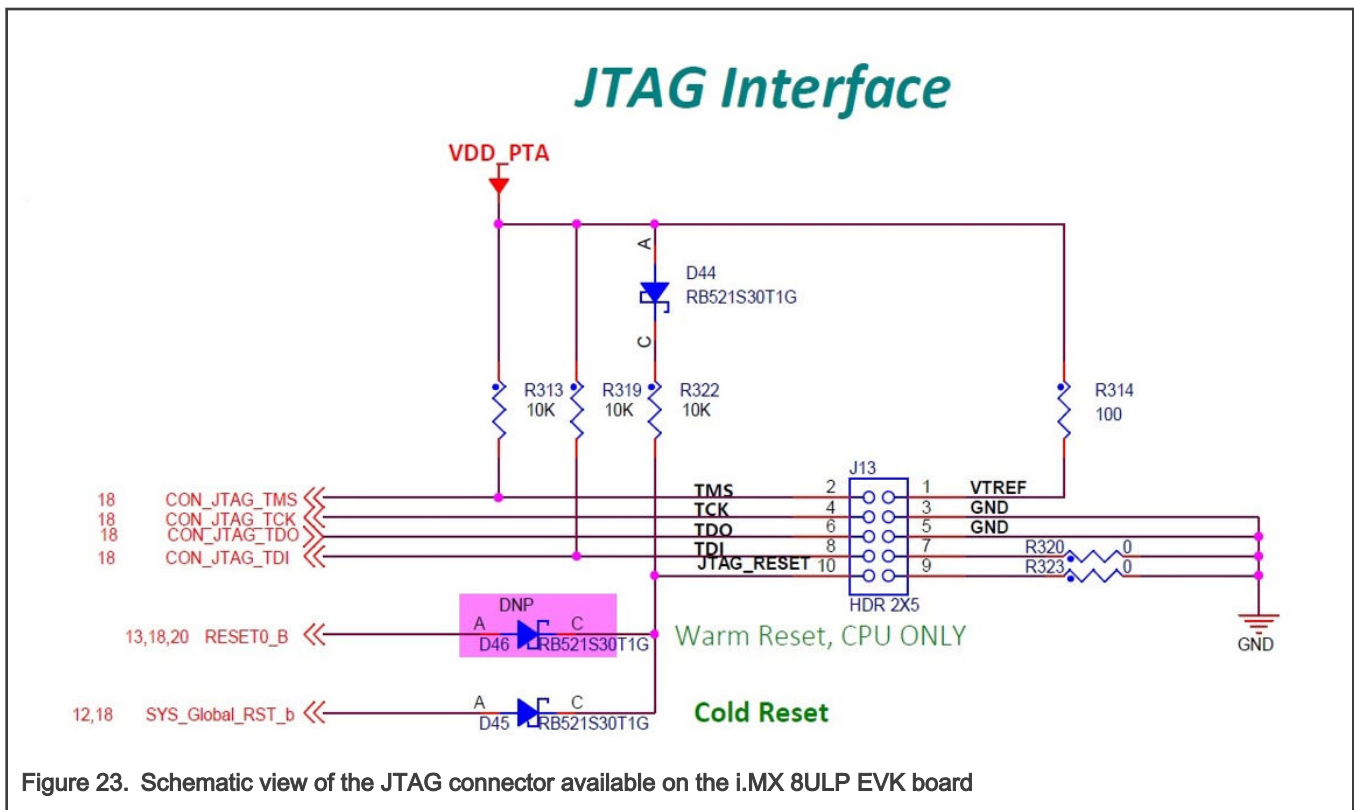 JTAG Interface
VDD_PTA
A
D44
RB521S30T1G
C
R313 R319 R322 R314
10K 10K 10K 100
J13
18 CON_JTAG_TMS TMS 2 1 VTREF
18 CON_JTAG_TCK TCK 4 3 GND
18 CON_JTAG_TDO TDO 6 5 GND
18 CON_JTAG_TDI TDI 8 7 R320 0
JTAG_RESET 10 9 R323 0
HDR 2X5
DNP
13,18,20 RESET0_B A C Warm Reset, CPU ONLY GND
D46 RB521S30T1G
12,18 SYS_Global_RST_b A C Cold Reset
D45 RB521S30T1G
Figure 23. Schematic view of the JTAG connector available on the i.MX 8ULP EVK board